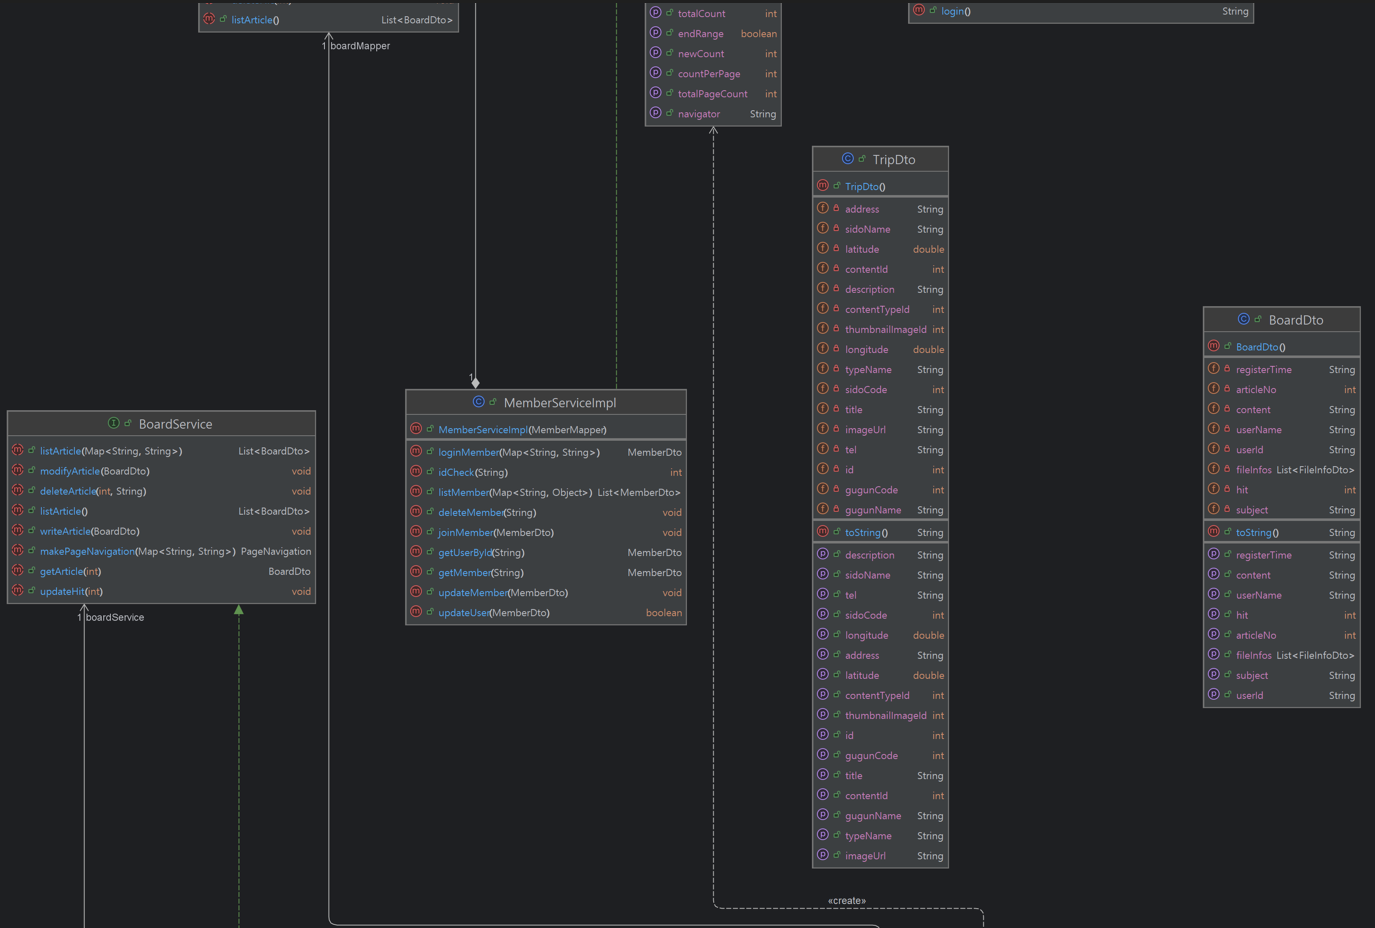 listArticle() List<BoardDto>
1 boardMapper
totalCount int
endRange boolean
newCount int
countPerPage int
totalPageCount int
navigator String
login() String
TripDto
TripDto()
address String
sidoName String
latitude double
contentId int
description String
contentTypeId int
thumbnailImageId int
longitude double
typeName String
sidoCode int
title String
imageUrl String
tel String
id int
gugunCode int
gugunName String
toString() String
description String
sidoName String
tel String
sidoCode int
longitude double
address String
latitude double
contentTypeId int
thumbnailImageId int
id int
gugunCode int
title String
contentId int
gugunName String
typeName String
imageUrl String
BoardDto
BoardDto()
registerTime String
articleNo int
content String
userName String
userId String
fileInfos List<FileInfoDto>
hit int
subject String
toString() String
registerTime String
content String
userName String
hit int
articleNo int
fileInfos List<FileInfoDto>
subject String
userId String
1
MemberServiceImpl
MemberServiceImpl(MemberMapper)
loginMember(Map<String, String>) MemberDto
idCheck(String) int
listMember(Map<String, Object>) List<MemberDto>
deleteMember(String) void
joinMember(MemberDto) void
getUserById(String) MemberDto
getMember(String) MemberDto
updateMember(MemberDto) void
updateUser(MemberDto) boolean
BoardService
listArticle(Map<String, String>) List<BoardDto>
modifyArticle(BoardDto) void
deleteArticle(int, String) void
listArticle() List<BoardDto>
writeArticle(BoardDto) void
makePageNavigation(Map<String, String>) PageNavigation
getArticle(int) BoardDto
updateHit(int) void
1 boardService
«create»